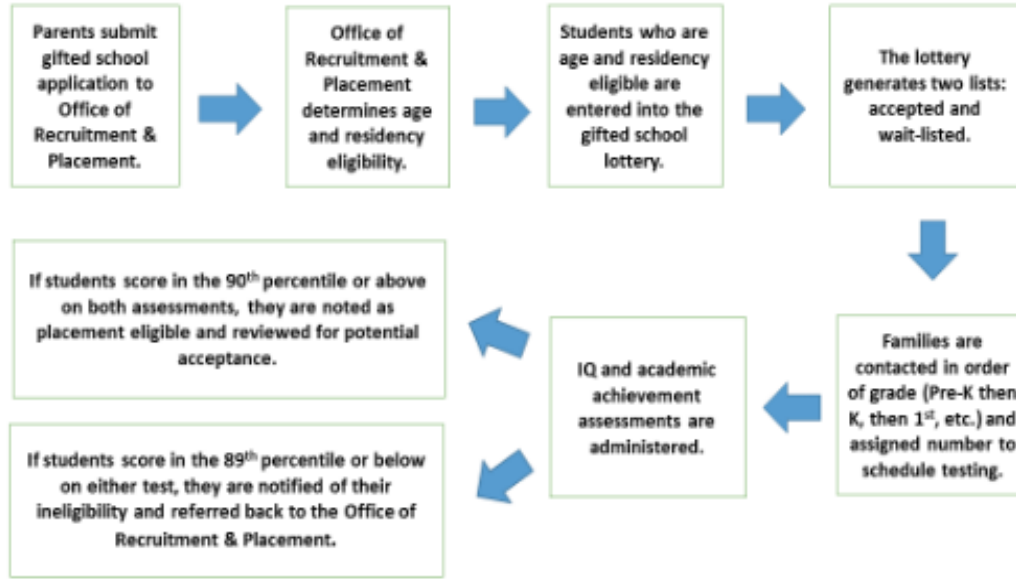 Parents submit
gifted school
application to
Office of
Recruitment &
Placement.
Office of
Recruitment &
Placement
determines age
and residency
eligibility.
Students who are
age and residency
eligible are
entered into the
gifted school
lottery.
The lottery
generates two lists:
accepted and
wait-listed.
Families are
contacted in order
of grade (Pre-K then
K, then 1st, etc.) and
assigned number to
schedule testing.
IQ and academic
achievement
assessments are
administered.
If students score in the 90th percentile or above
on both assessments, they are noted as
placement eligible and reviewed for potential
acceptance.
If students score in the 89th percentile or below
on either test, they are notified of their
ineligibility and referred back to the Office of
Recruitment & Placement.